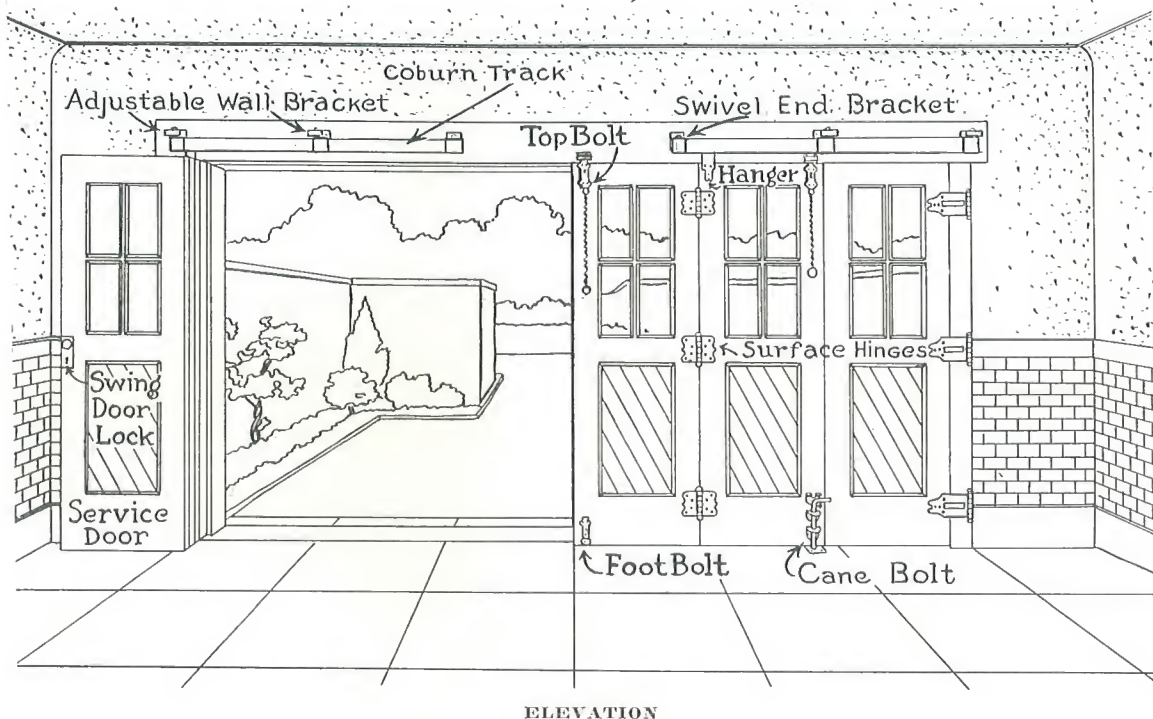 Coburn Track
Adjustable Wall Bracket
Swivel End Bracket
Top Bolt
Hanger
Surface Hinges
Swing
Door
Lock
Service
Door
Foot Bolt
Cane Bolt
ELEVATION